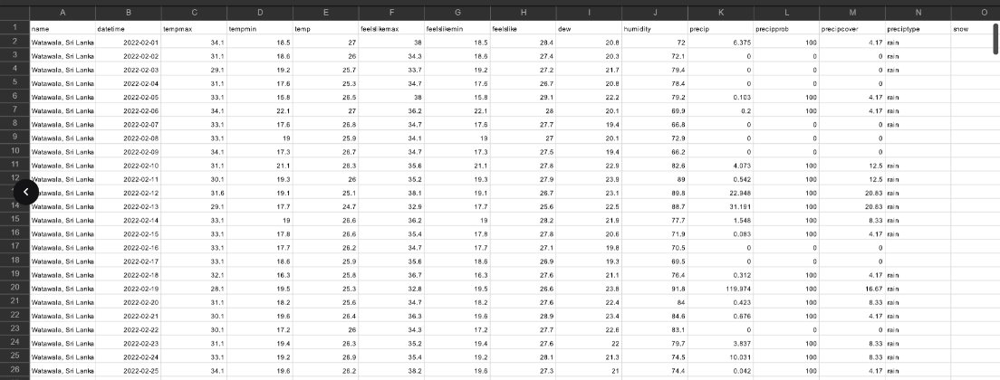 A B C D E F G H I J K L M N O
1 name datetime tempmax tempmin temp feelslikemax feelslikemin feelslike dew humidity precip precipprob precipcover preciptype snow
2 Watawala, Sri Lanka 2022-02-01 34.1 18.5 27 38 18.5 28.4 20.8 72 6.375 100 4.17 rain
3 Watawala, Sri Lanka 2022-02-02 31.1 18.6 26 34.3 18.6 27.4 20.3 72.1 0 0 0 rain
4 Watawala, Sri Lanka 2022-02-03 29.1 19.2 25.7 33.7 19.2 27.2 21.7 79.4 0 0 0 rain
5 Watawala, Sri Lanka 2022-02-04 31.1 17.6 25.3 34.7 17.6 26.7 20.8 78.4 0 0 0
6 Watawala, Sri Lanka 2022-02-05 33.1 15.8 26.5 38 15.8 29.1 22.2 79.2 0.103 100 4.17 rain
7 Watawala, Sri Lanka 2022-02-06 34.1 22.1 27 36.2 22.1 28 20.1 69.9 0.2 100 4.17 rain
8 Watawala, Sri Lanka 2022-02-07 33.1 17.6 26.8 34.7 17.6 27.7 19.4 66.8 0 0 0 rain
9 Watawala, Sri Lanka 2022-02-08 33.1 19 25.9 34.1 19 27 20.1 72.9 0 0 0
10 Watawala, Sri Lanka 2022-02-09 34.1 17.3 26.7 34.7 17.3 27.5 19.4 66.2 0 0 0
11 Watawala, Sri Lanka 2022-02-10 31.1 21.1 26.3 35.6 21.1 27.8 22.9 82.6 4.073 100 12.5 rain
12 Watawala, Sri Lanka 2022-02-11 30.1 19.3 26 35.2 19.3 27.9 23.9 89 0.542 100 12.5 rain
Watawala, Sri Lanka 2022-02-12 31.6 19.1 25.1 38.1 19.1 26.7 23.1 89.8 22.948 100 20.83 rain
14 Watawala, Sri Lanka 2022-02-13 29.1 17.7 24.7 32.9 17.7 25.6 22.5 88.7 31.191 100 20.83 rain
15 Watawala, Sri Lanka 2022-02-14 33.1 19 26.6 36.2 19 28.2 21.9 77.7 1.548 100 8.33 rain
16 Watawala, Sri Lanka 2022-02-15 33.1 17.8 26.6 35.4 17.8 27.8 20.6 71.9 0.083 100 4.17 rain
17 Watawala, Sri Lanka 2022-02-16 33.1 17.7 26.2 34.7 17.7 27.1 19.8 70.5 0 0 0
18 Watawala, Sri Lanka 2022-02-17 33.1 18.6 25.9 35.6 18.6 26.9 19.3 69.5 0 0 0
19 Watawala, Sri Lanka 2022-02-18 32.1 16.3 25.8 36.7 16.3 27.6 21.1 76.4 0.312 100 4.17 rain
20 Watawala, Sri Lanka 2022-02-19 28.1 19.5 25.3 32.8 19.5 26.6 23.8 91.8 119.974 100 16.67 rain
21 Watawala, Sri Lanka 2022-02-20 31.1 18.2 25.6 34.7 18.2 27.6 22.4 84 0.423 100 8.33 rain
22 Watawala, Sri Lanka 2022-02-21 30.1 19.6 26.4 36.3 19.6 28.9 23.4 84.6 0.676 100 4.17 rain
23 Watawala, Sri Lanka 2022-02-22 30.1 17.2 26 34.3 17.2 27.7 22.6 83.1 0 0 0
24 Watawala, Sri Lanka 2022-02-23 31.1 19.4 26.3 35.2 19.4 27.6 22 79.7 3.837 100 8.33 rain
25 Watawala, Sri Lanka 2022-02-24 33.1 19.2 26.9 35.4 19.2 28.1 21.3 74.5 10.031 100 8.33 rain
26 Watawala, Sri Lanka 2022-02-25 34.1 19.6 26.2 38.2 19.6 27.3 21 74.4 0.042 100 4.17 rain